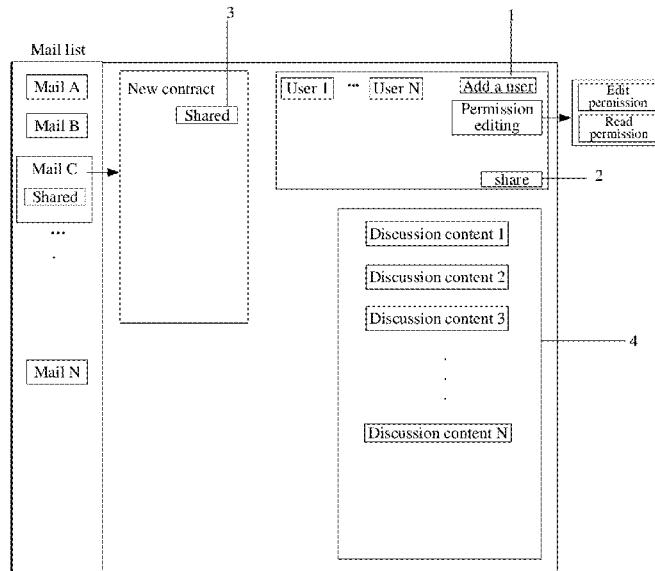 3
1
Mail list
Mail A
Mail B
Mail C
Shared
...
.
Mail N
New contract
Shared
User 1 ... User N
Add a user
Permission
editing
share
Edit
permission
Read
permission
2
Discussion content 1
Discussion content 2
Discussion content 3
.
.
.
Discussion content N
4